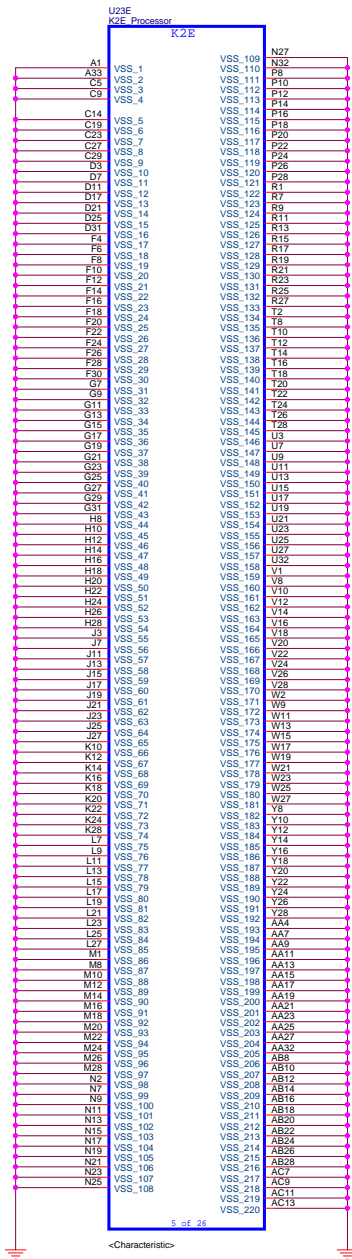 U23E
K2E_Processor
K2E
A1 VSS_1
A33 VSS_2
C5 VSS_3
C9 VSS_4
C14 VSS_5
C19 VSS_6
C23 VSS_7
C27 VSS_8
C29 VSS_9
D3 VSS_10
D7 VSS_11
D11 VSS_12
D17 VSS_13
D21 VSS_14
D25 VSS_15
D31 VSS_16
F4 VSS_17
F6 VSS_18
F8 VSS_19
F10 VSS_20
F12 VSS_21
F14 VSS_22
F16 VSS_23
F18 VSS_24
F20 VSS_25
F22 VSS_26
F24 VSS_27
F26 VSS_28
F28 VSS_29
F30 VSS_30
G7 VSS_31
G9 VSS_32
G11 VSS_33
G13 VSS_34
G15 VSS_35
G17 VSS_36
G19 VSS_37
G21 VSS_38
G23 VSS_39
G25 VSS_40
G27 VSS_41
G29 VSS_42
G31 VSS_43
H8 VSS_44
H10 VSS_45
H12 VSS_46
H14 VSS_47
H16 VSS_48
H18 VSS_49
H20 VSS_50
H22 VSS_51
H24 VSS_52
H26 VSS_53
H28 VSS_54
J3 VSS_55
J7 VSS_56
J11 VSS_57
J13 VSS_58
J15 VSS_59
J17 VSS_60
J19 VSS_61
J21 VSS_62
J23 VSS_63
J25 VSS_64
J27 VSS_65
K10 VSS_66
K12 VSS_67
K14 VSS_68
K16 VSS_69
K18 VSS_70
K20 VSS_71
K22 VSS_72
K24 VSS_73
K28 VSS_74
L7 VSS_75
L9 VSS_76
L11 VSS_77
L13 VSS_78
L15 VSS_79
L17 VSS_80
L19 VSS_81
L21 VSS_82
L23 VSS_83
L25 VSS_84
L27 VSS_85
M1 VSS_86
M8 VSS_87
M10 VSS_88
M12 VSS_89
M14 VSS_90
M16 VSS_91
M18 VSS_92
M20 VSS_93
M22 VSS_94
M24 VSS_95
M26 VSS_96
M28 VSS_97
N2 VSS_98
N7 VSS_99
N9 VSS_100
N11 VSS_101
N13 VSS_102
N15 VSS_103
N17 VSS_104
N19 VSS_105
N21 VSS_106
N23 VSS_107
N25 VSS_108
VSS_109 N27
VSS_110 N32
VSS_111 P8
VSS_112 P10
VSS_113 P12
VSS_114 P14
VSS_115 P16
VSS_116 P18
VSS_117 P20
VSS_118 P22
VSS_119 P24
VSS_120 P26
VSS_121 P28
VSS_122 R1
VSS_123 R7
VSS_124 R9
VSS_125 R11
VSS_126 R13
VSS_127 R15
VSS_128 R17
VSS_129 R19
VSS_130 R21
VSS_131 R23
VSS_132 R25
VSS_133 R27
VSS_134 T2
VSS_135 T8
VSS_136 T10
VSS_137 T12
VSS_138 T14
VSS_139 T16
VSS_140 T18
VSS_141 T20
VSS_142 T22
VSS_143 T24
VSS_144 T26
VSS_145 T28
VSS_146 U3
VSS_147 U7
VSS_148 U9
VSS_149 U11
VSS_150 U13
VSS_151 U15
VSS_152 U17
VSS_153 U19
VSS_154 U21
VSS_155 U23
VSS_156 U25
VSS_157 U27
VSS_158 U32
VSS_159 V1
VSS_160 V8
VSS_161 V10
VSS_162 V12
VSS_163 V14
VSS_164 V16
VSS_165 V18
VSS_166 V20
VSS_167 V22
VSS_168 V24
VSS_169 V26
VSS_170 V28
VSS_171 W2
VSS_172 W9
VSS_173 W11
VSS_174 W13
VSS_175 W15
VSS_176 W17
VSS_177 W19
VSS_178 W21
VSS_179 W23
VSS_180 W25
VSS_181 W27
VSS_182 Y8
VSS_183 Y10
VSS_184 Y12
VSS_185 Y14
VSS_186 Y16
VSS_187 Y18
VSS_188 Y20
VSS_189 Y22
VSS_190 Y24
VSS_191 Y26
VSS_192 Y28
VSS_193 AA4
VSS_194 AA7
VSS_195 AA9
VSS_196 AA11
VSS_197 AA13
VSS_198 AA15
VSS_199 AA17
VSS_200 AA19
VSS_201 AA21
VSS_202 AA23
VSS_203 AA25
VSS_204 AA27
VSS_205 AA32
VSS_206 AB8
VSS_207 AB10
VSS_208 AB12
VSS_209 AB14
VSS_210 AB16
VSS_211 AB18
VSS_212 AB20
VSS_213 AB22
VSS_214 AB24
VSS_215 AB26
VSS_216 AB28
VSS_217 AC7
VSS_218 AC9
VSS_219 AC11
VSS_220 AC13
5 of 26
<Characteristic>